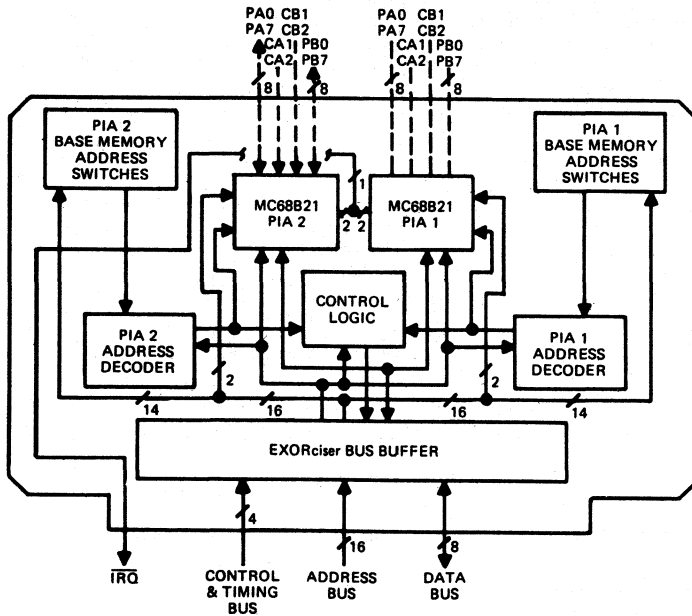 PA0 CB1
PA7 CB2
CA1 PB0
CA2 PB7
8 8
PA0 CB1
PA7 CB2
CA1 PB0
CA2 PB7
8 8
PIA 2
BASE MEMORY
ADDRESS
SWITCHES
PIA 1
BASE MEMORY
ADDRESS
SWITCHES
1
MC68B21
PIA 2
2 2
MC68B21
PIA 1
CONTROL
LOGIC
PIA 2
ADDRESS
DECODER
PIA 1
ADDRESS
DECODER
2 2
14 16 16 14
EXORciser BUS BUFFER
4 16 8
IRQ
CONTROL
& TIMING
BUS
ADDRESS
BUS
DATA
BUS